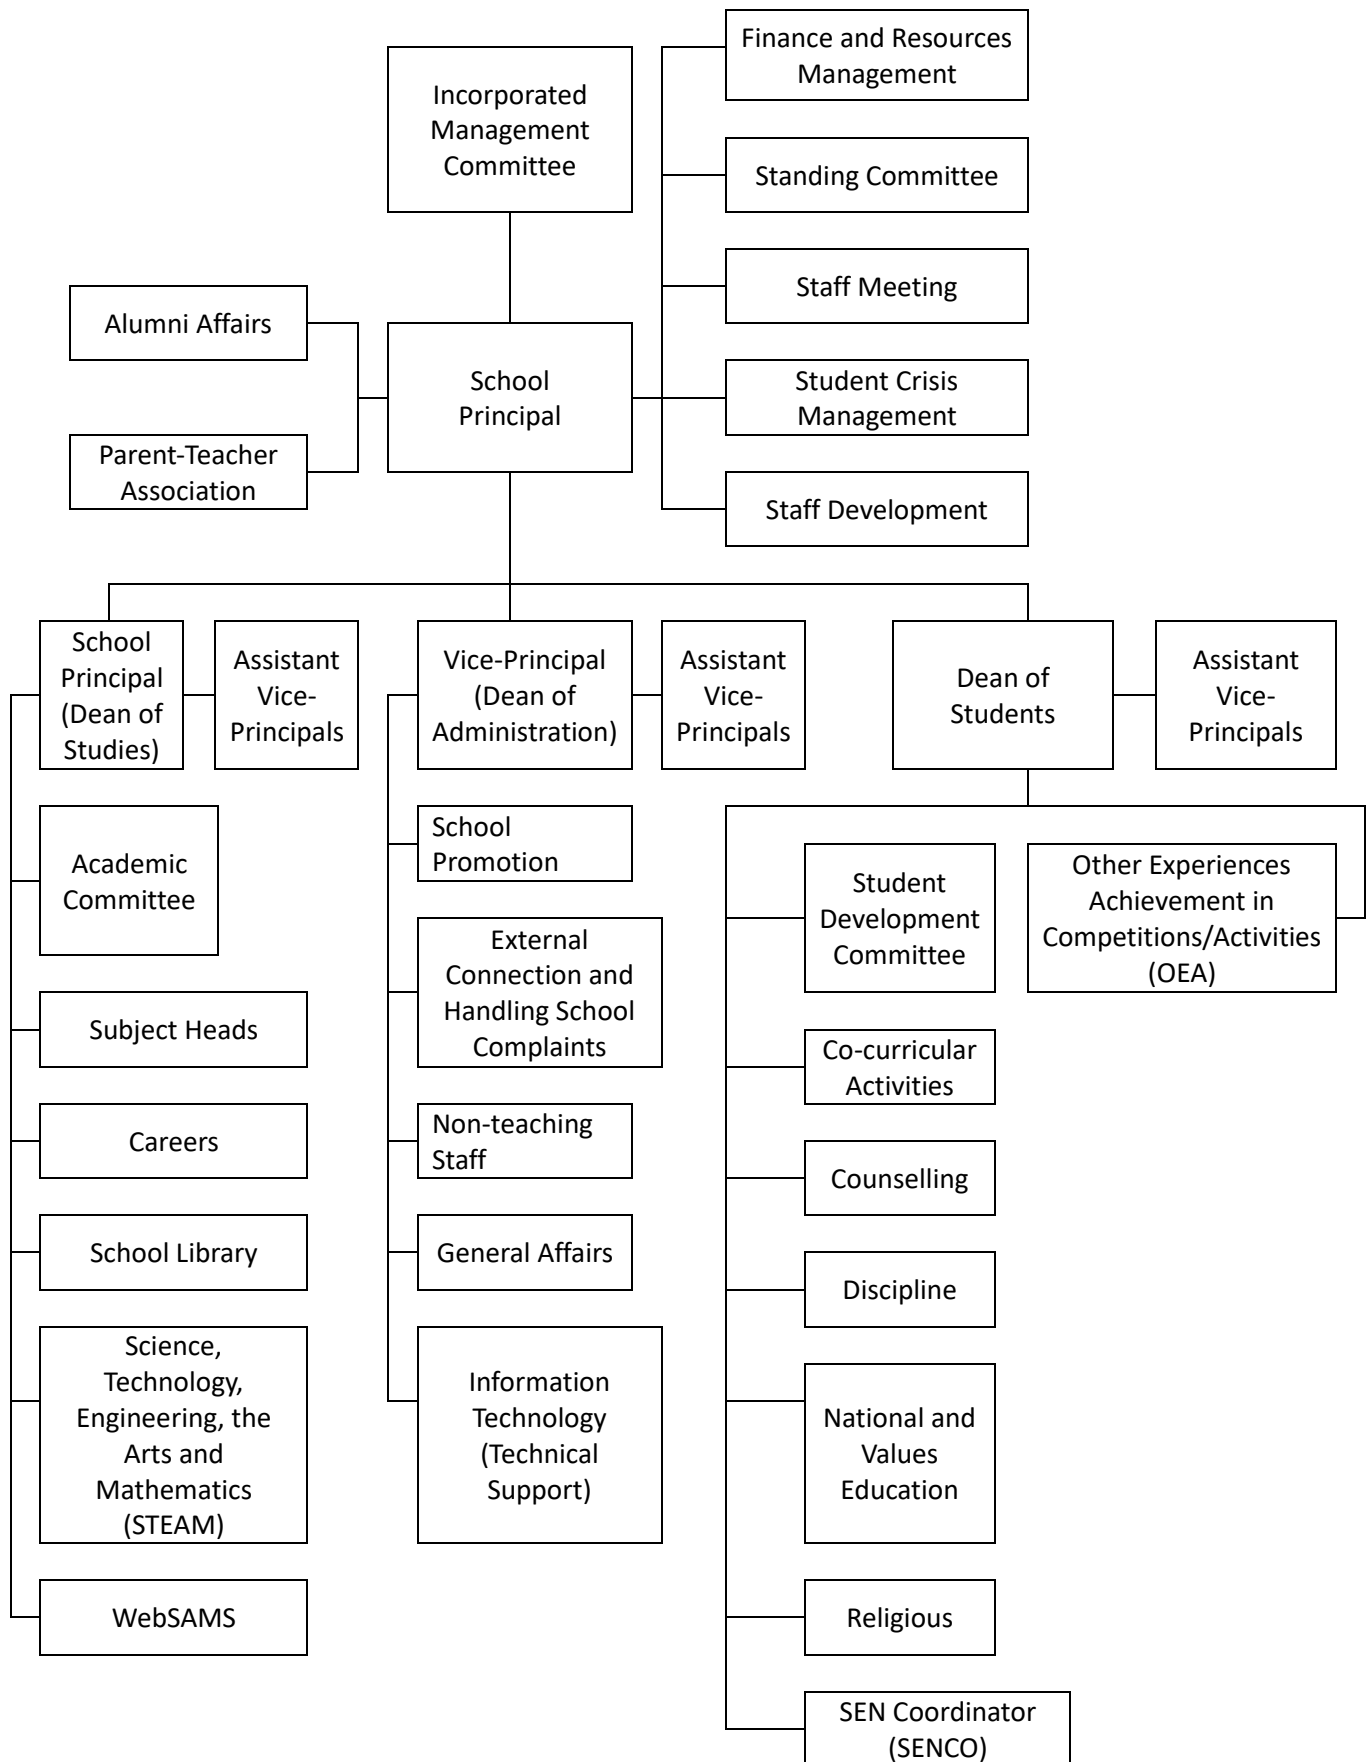 Incorporated
Management
Committee
Finance and Resources
Management
Standing Committee
Staff Meeting
Student Crisis
Management
Staff Development
Alumni Affairs
Parent-Teacher
Association
School
Principal
School
Principal
(Dean of
Studies)
Assistant
Vice-
Principals
Vice-Principal
(Dean of
Administration)
Assistant
Vice-
Principals
Dean of
Students
Assistant
Vice-
Principals
Academic
Committee
Subject Heads
Careers
School Library
Science,
Technology,
Engineering, the
Arts and
Mathematics
(STEAM)
WebSAMS
School
Promotion
External
Connection and
Handling School
Complaints
Non-teaching
Staff
General Affairs
Information
Technology
(Technical
Support)
Student
Development
Committee
Other Experiences
Achievement in
Competitions/Activities
(OEA)
Co-curricular
Activities
Counselling
Discipline
National and
Values
Education
Religious
SEN Coordinator
(SENCO)